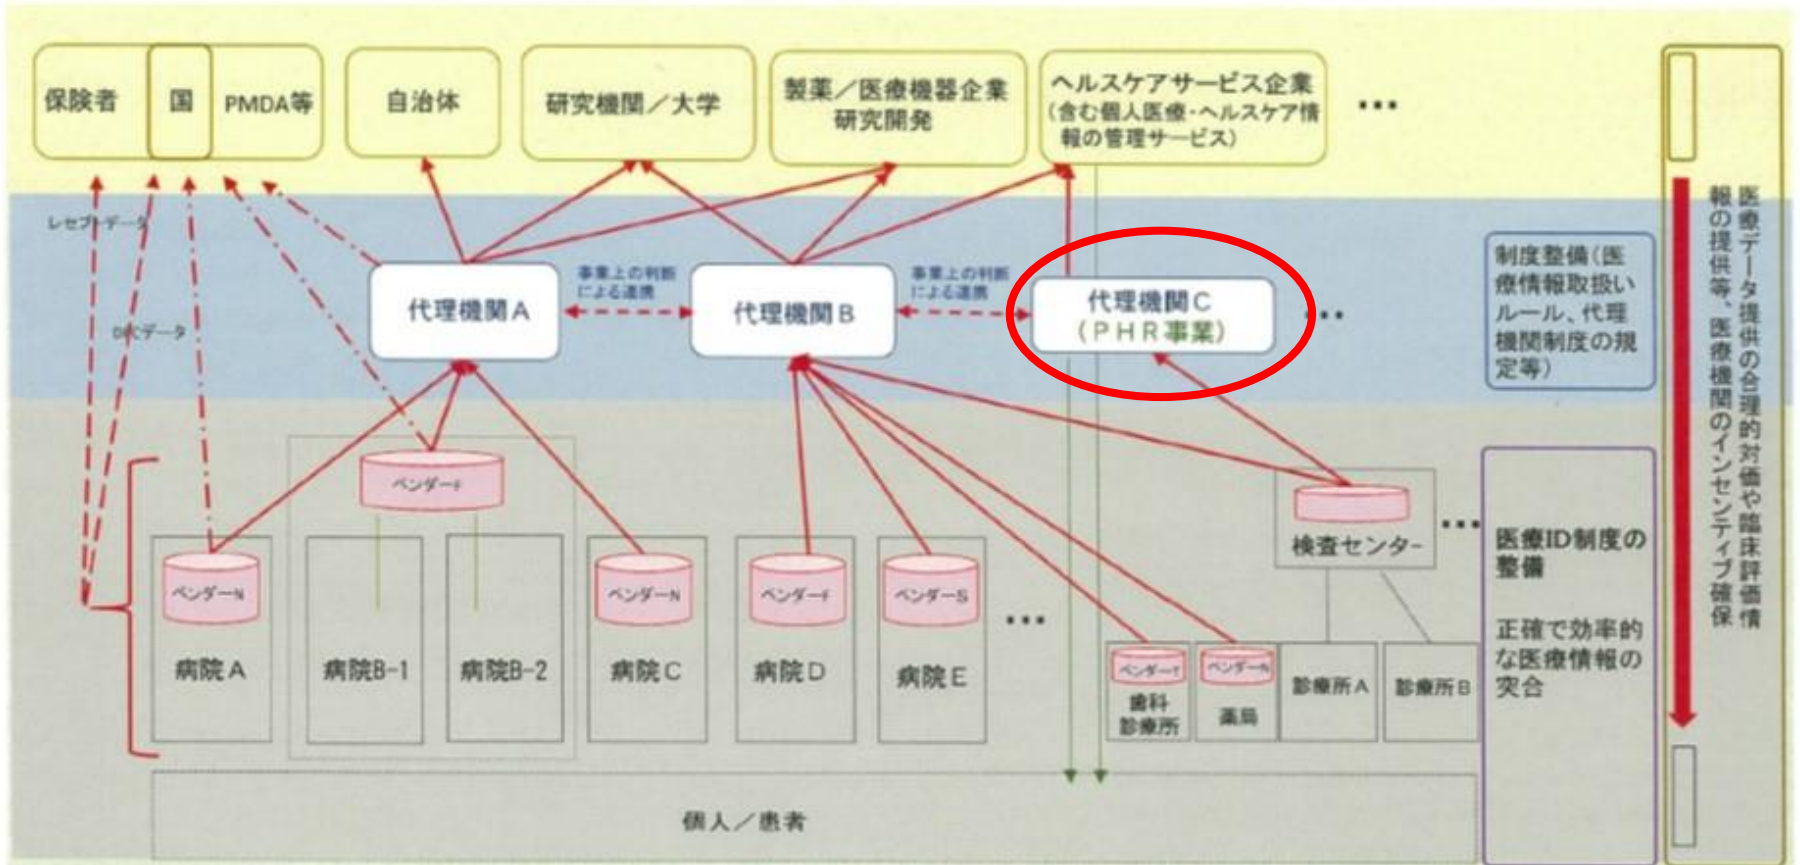 保険者
国
PMDA等
自治体
研究機関／大学
製薬／医療機器企業
研究開発
ヘルスケアサービス企業
(含む個人医療・ヘルスケア情
報の管理サービス)
…
レセプトデータ
DPCデータ
代理機関A
事業上の判断
による連携
代理機関B
事業上の判断
による連携
代理機関C
(PHR事業)
…
制度整備(医
療情報取扱い
ルール、代理
機関制度の規
定等)
医療データ提供の合理的対価や臨床評価情
報の提供等、医療機関のインセンティブ確保
ベンダーF
ベンダーN
病院A
病院B-1
病院B-2
ベンダーN
病院C
ベンダーF
病院D
ベンダーS
病院E
…
検査センター
…
ベンダーT
歯科
診療所
ベンダーN
薬局
診療所A
診療所B
医療ID制度の
整備
正確で効率的
な医療情報の
突合
個人／患者